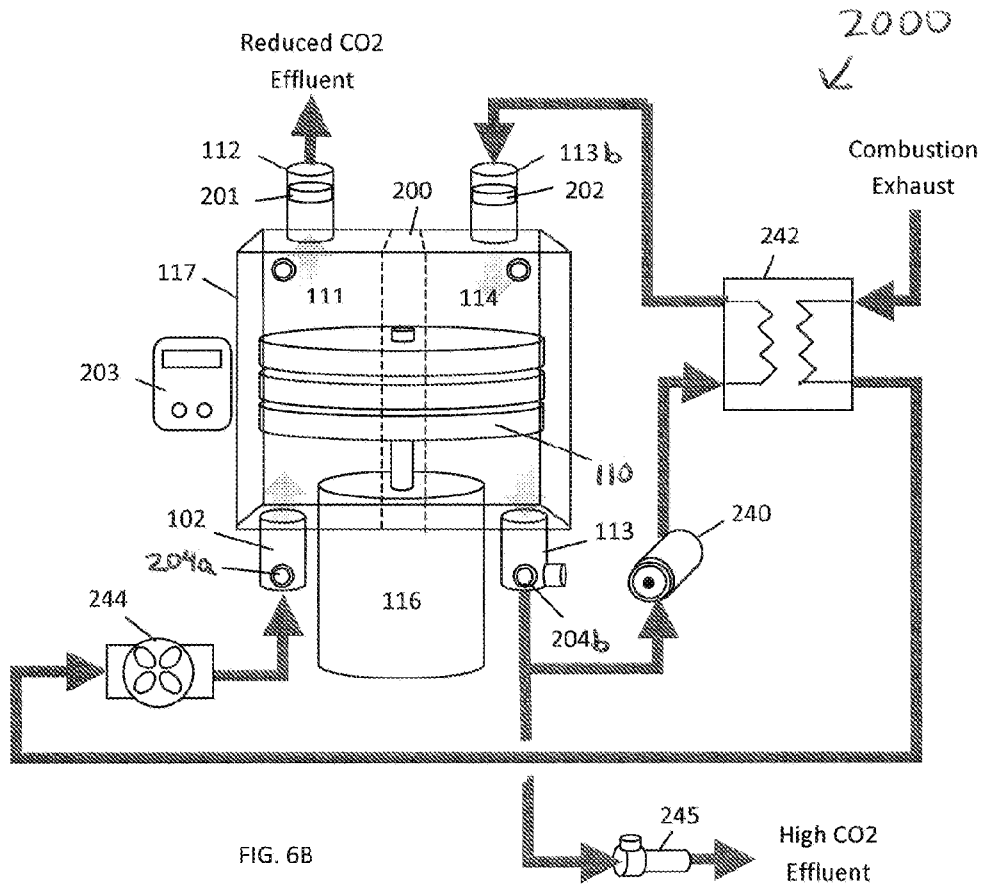 2000
Reduced CO2
Effluent
Combustion
Exhaust
112
113b
201
200
202
242
117
111
114
203
110
102
113
240
204a
116
244
204b
245
High CO2
Effluent
FIG. 6B